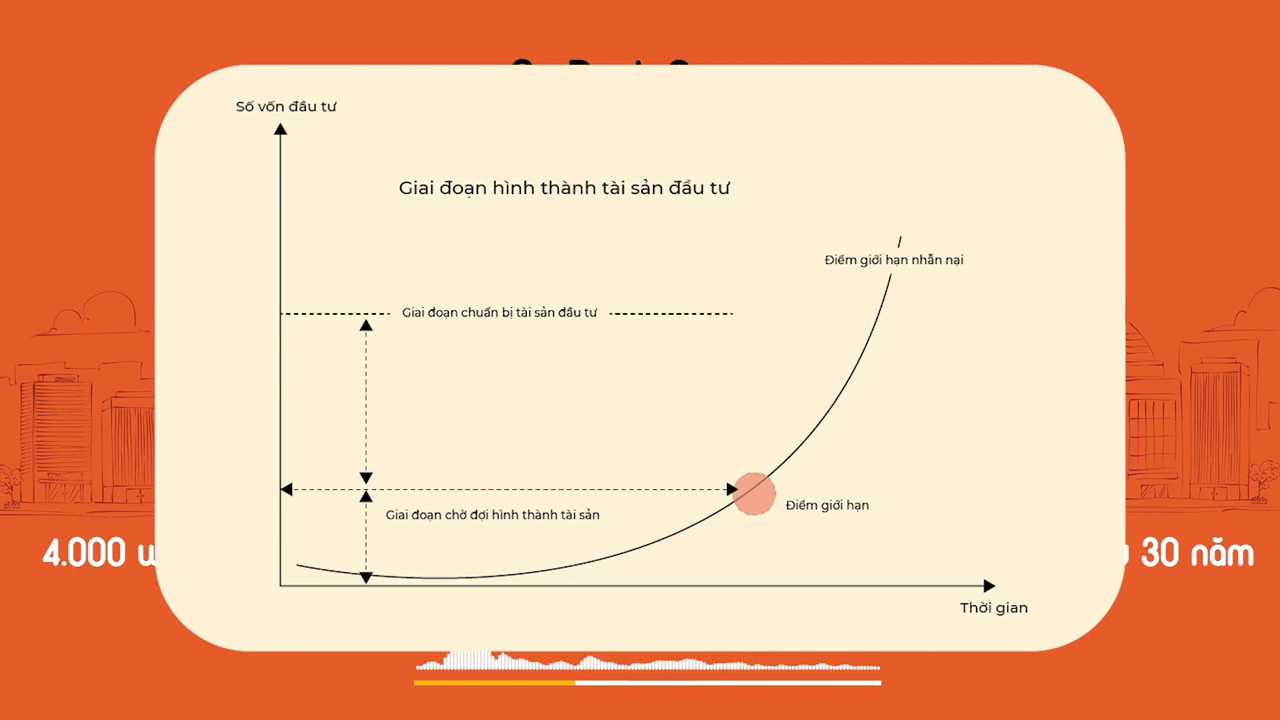 Số vốn đầu tư
Giai đoạn hình thành tài sản đầu tư
Điểm giới hạn nhẫn nại
Giai đoạn chuẩn bị tài sản đầu tư
Điểm giới hạn
Giai đoạn chờ đợi hình thành tài sản
4.000
30 năm
Thời gian